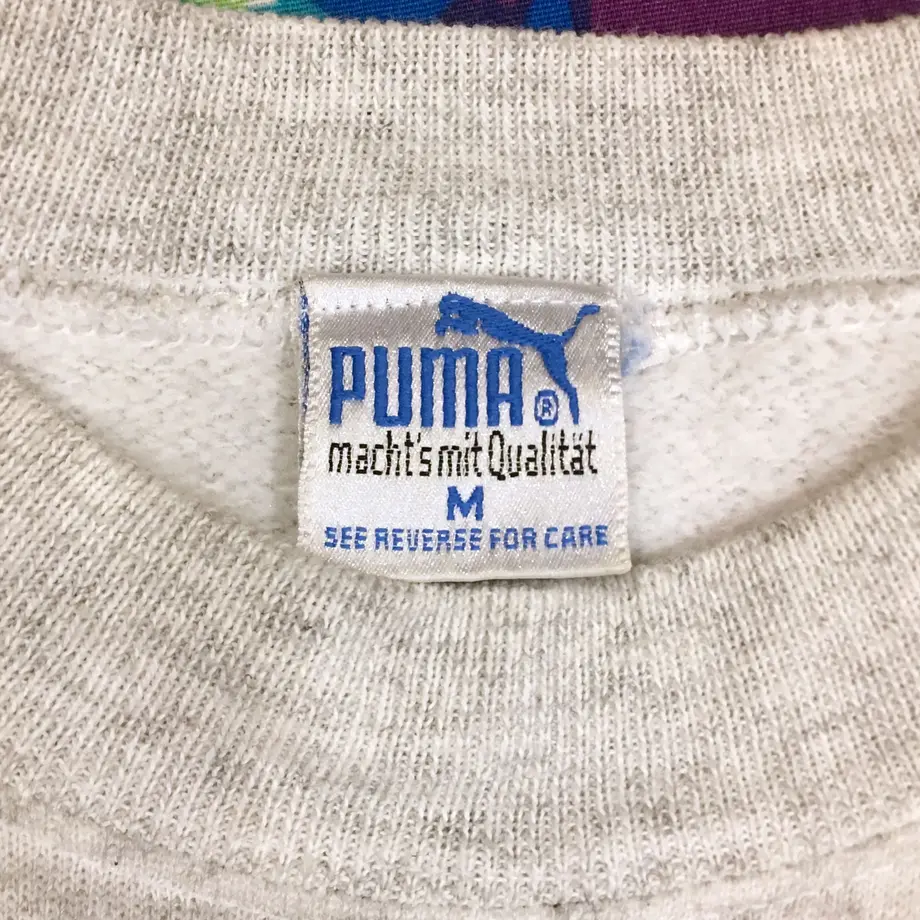 PUMA®
macht's mit Qualität
M
SEE REVERSE FOR CARE